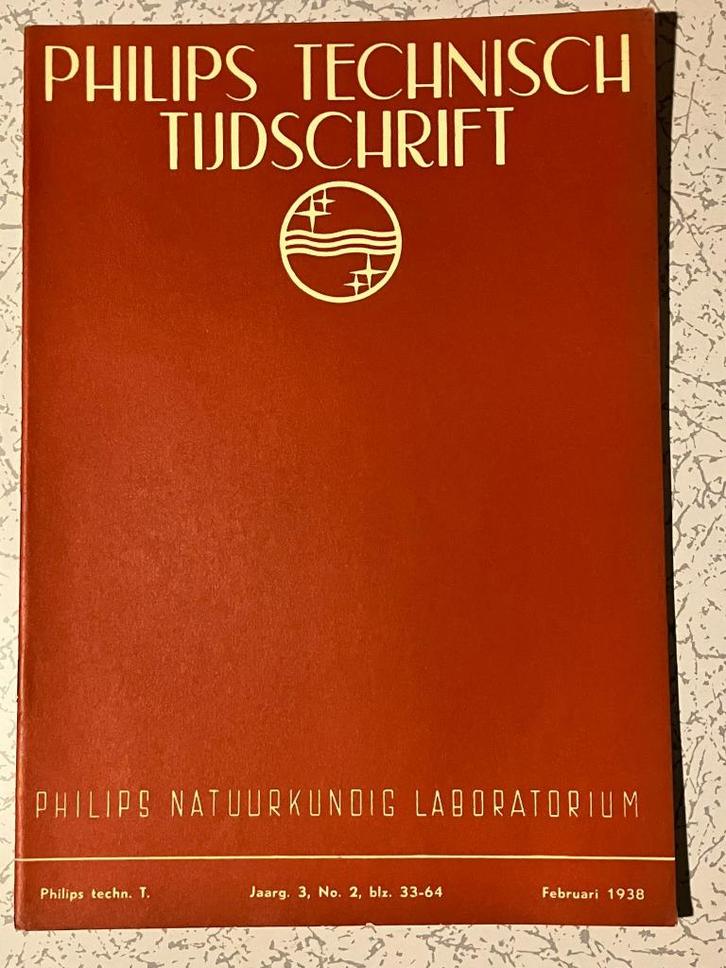 PHILIPS TECHNISCH
TIJDSCHRIFT
PHILIPS NATUURKUNDIG LABORATORIUM
Philips techn. T. Jaarg. 3, No. 2, blz. 33-64 Februari 1938